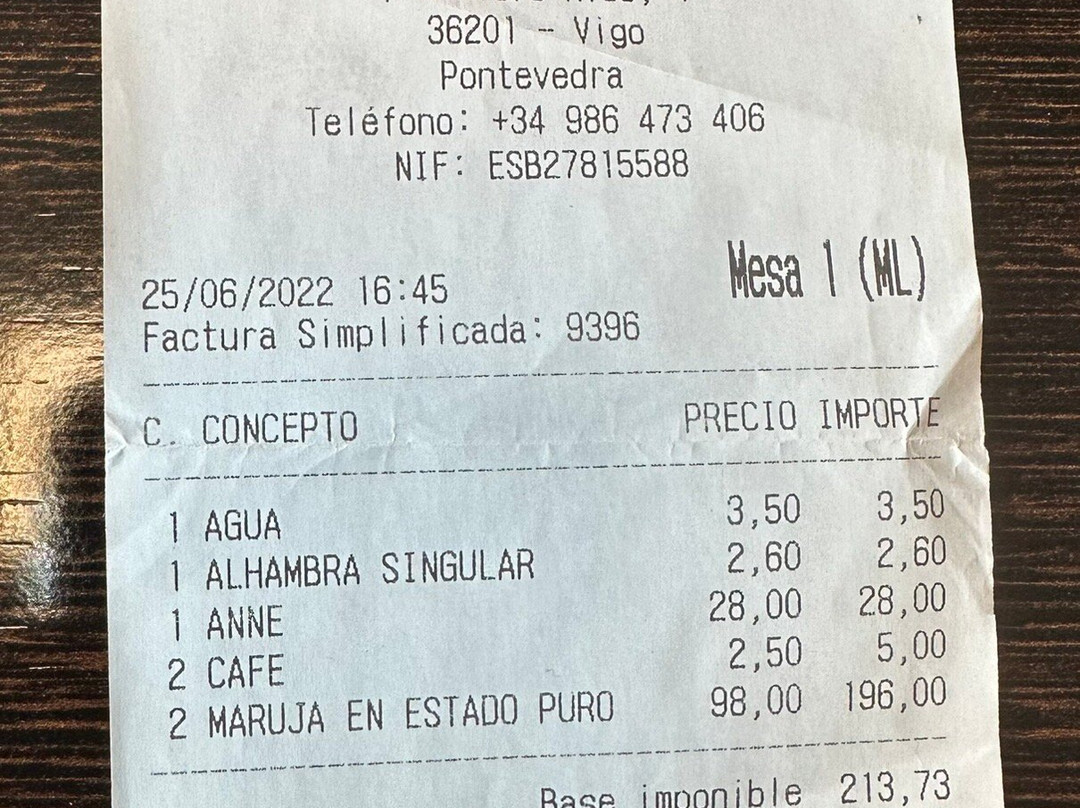 36201 - Vigo
Pontevedra
Teléfono: +34 986 473 406
NIF: ESB27815588
Mesa 1 (ML)
25/06/2022 16:45
Factura Simplificada: 9396
C. CONCEPTO PRECIO IMPORTE
1 AGUA 3,50 3,50
1 ALHAMBRA SINGULAR 2,60 2,60
1 ANNE 28,00 28,00
2 CAFE 2,50 5,00
2 MARUJA EN ESTADO PURO 98,00 196,00
Base imponible 213,73